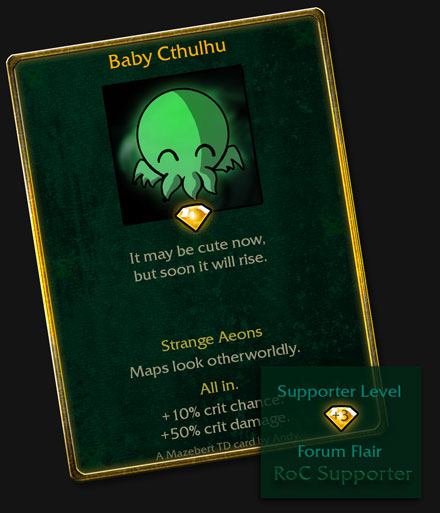 Baby Cthulhu
It may be cute now,
but soon it will rise.
Strange Aeons
Maps look otherworldly.
All in.
+10% crit chance.
+50% crit damage.
A Mazebert TD card by Andy
Supporter Level
+3
Forum Flair
RoC Supporter